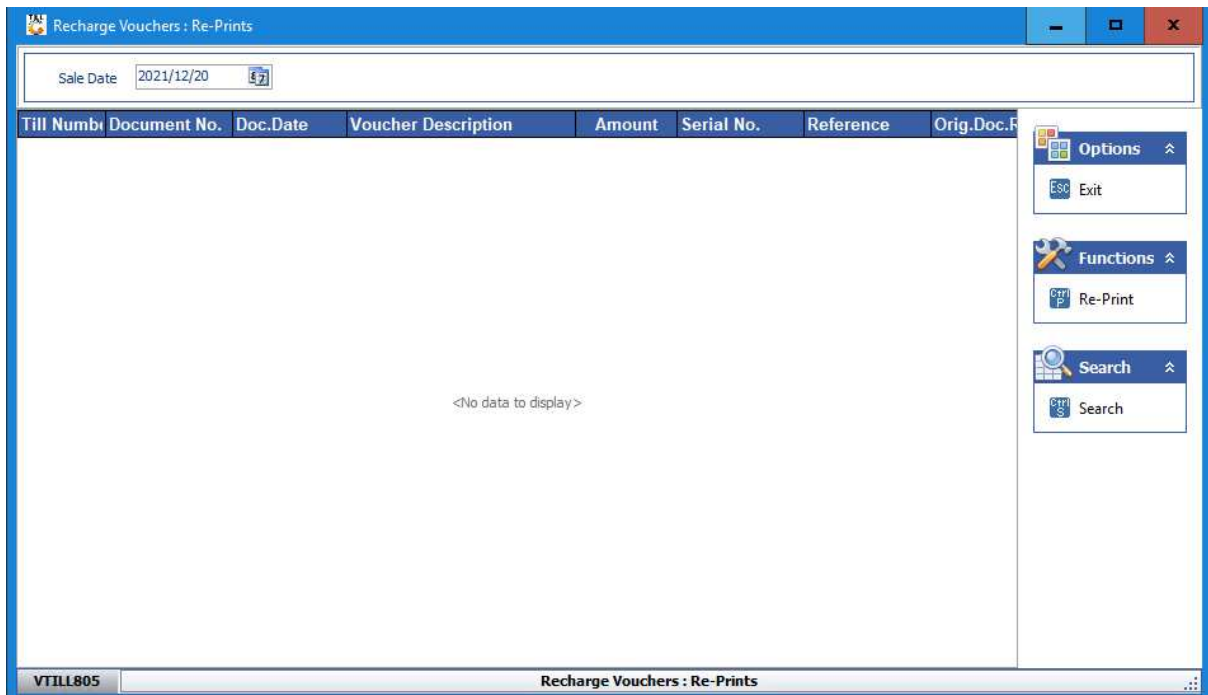 Recharge Vouchers : Re-Prints
Sale Date 2021/12/20
Till Numbe Document No. Doc.Date Voucher Description Amount Serial No. Reference Orig.Doc.R
Options
Esc Exit
Functions
Ctrl P Re-Print
Search
Ctrl S Search
<No data to display>
VTILL805 Recharge Vouchers : Re-Prints